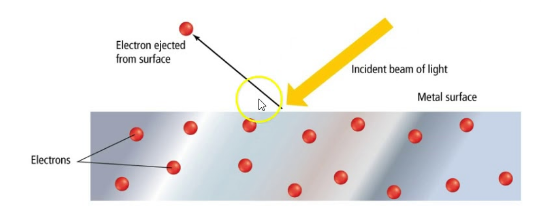 Electron ejected
from surface
Incident beam of light
Metal surface
Electrons